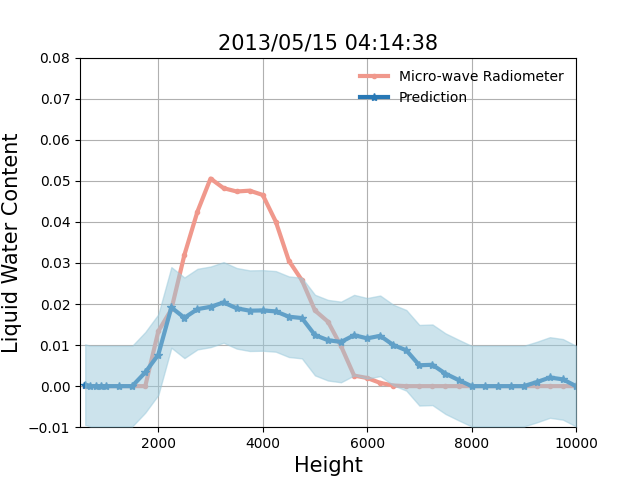 2013/05/15 04:14:38
0.08
0.07
0.06
0.05
0.04
0.03
0.02
0.01
0.00
−0.01
Liquid Water Content
Micro-wave Radiometer
Prediction
2000 4000 6000 8000 10000
Height